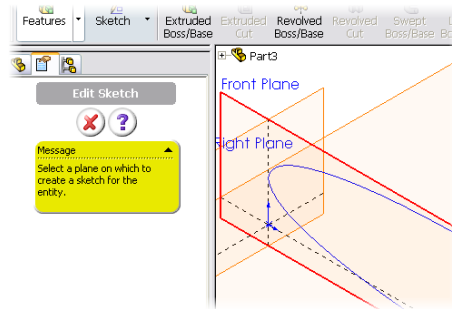 Features Sketch Extruded Extruded Revolved Revolved Swept
Boss/Base Cut Boss/Base Cut Boss/Base
Part3
Edit Sketch
Front Plane
Message
Select a plane on which to
create a sketch for the
entity.
Right Plane